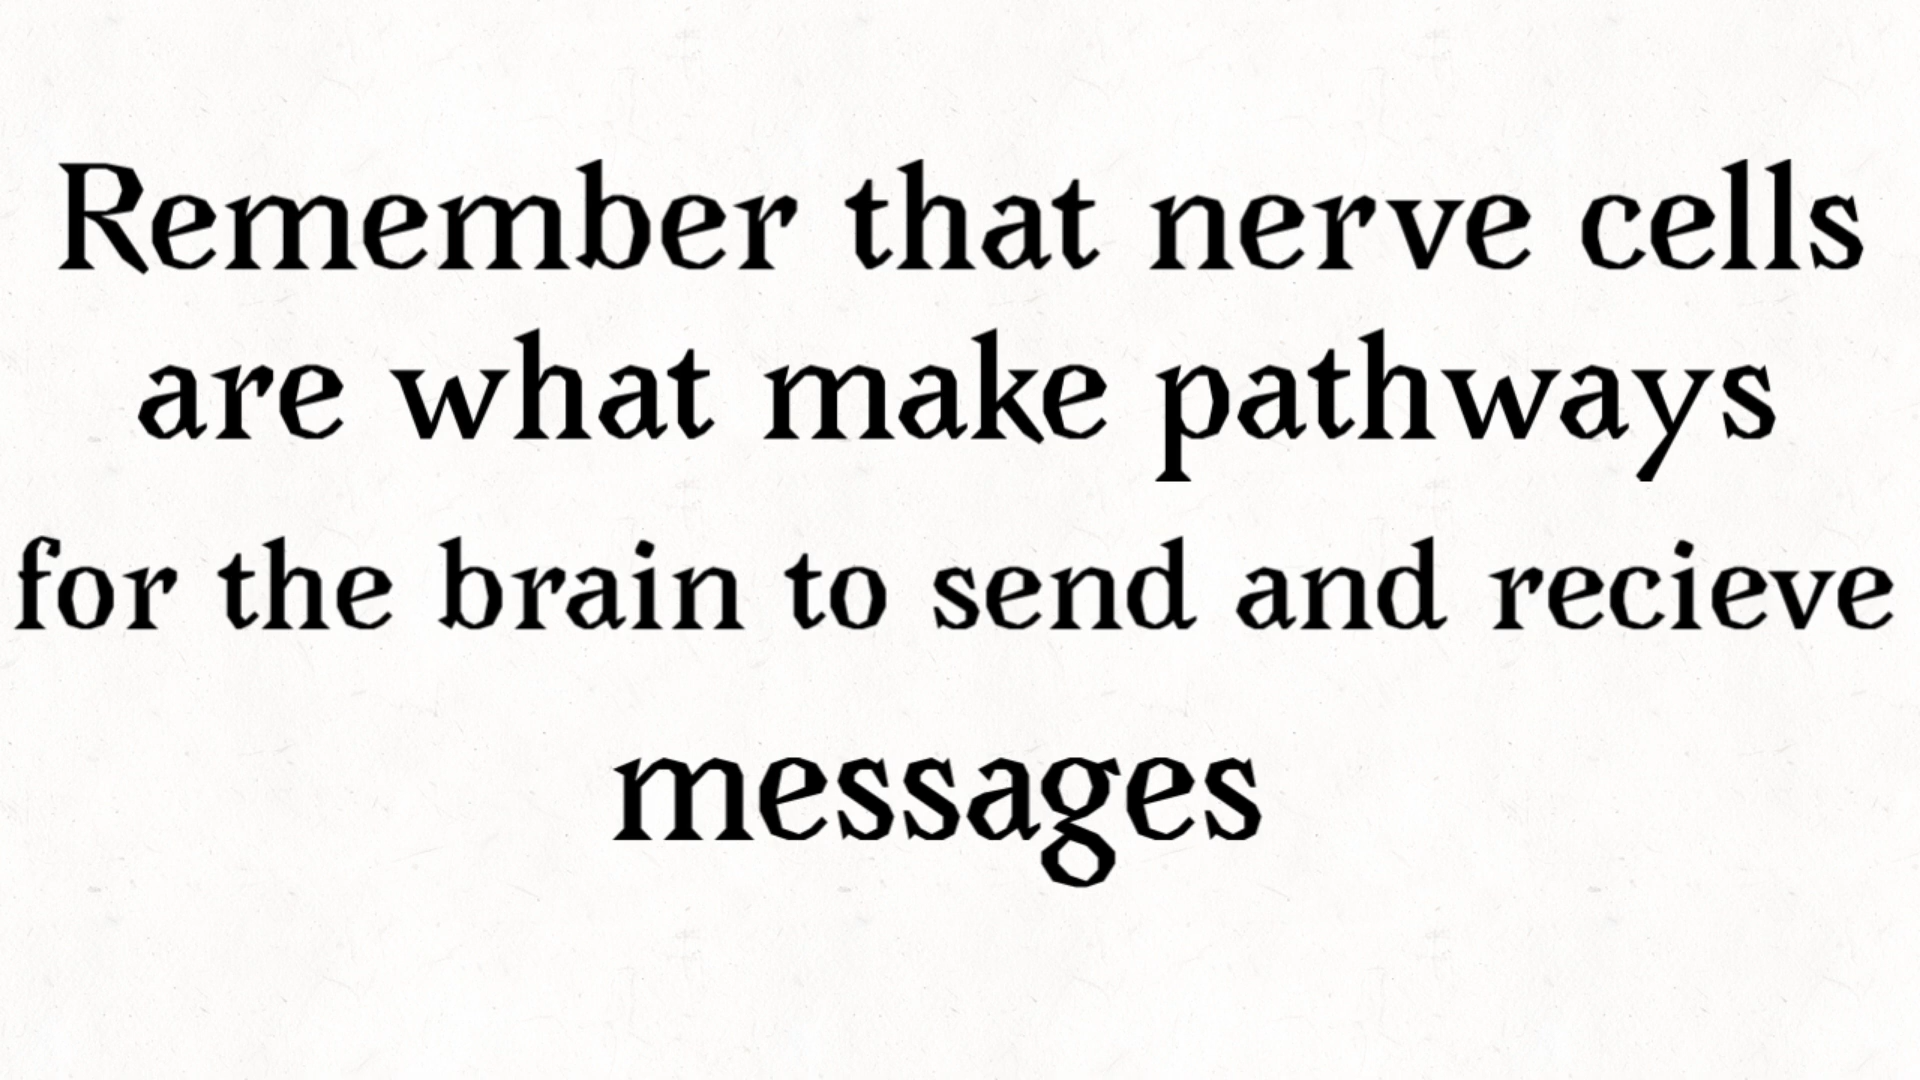 Remember that nerve cells
are what make pathways
for the brain to send and recieve
messages